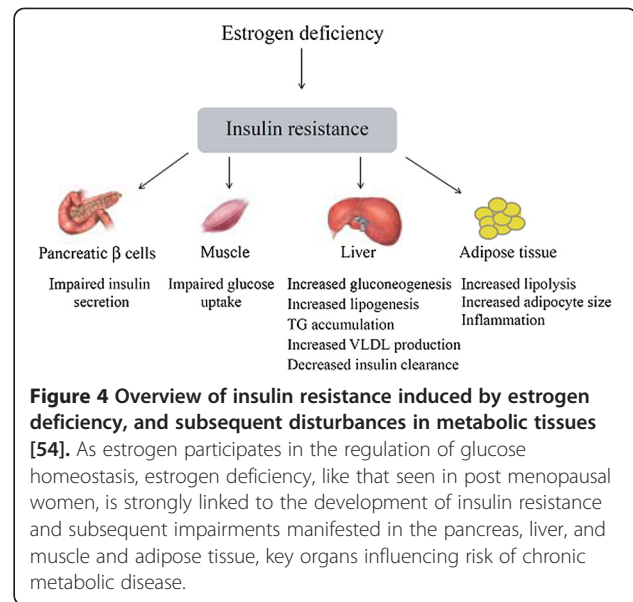 Estrogen deficiency
Insulin resistance
Pancreatic β cells
Impaired insulin
secretion
Muscle
Impaired glucose
uptake
Liver
Increased gluconeogenesis
Increased lipogenesis
TG accumulation
Increased VLDL production
Decreased insulin clearance
Adipose tissue
Increased lipolysis
Increased adipocyte size
Inflammation
Figure 4 Overview of insulin resistance induced by estrogen
deficiency, and subsequent disturbances in metabolic tissues
[54]. As estrogen participates in the regulation of glucose
homeostasis, estrogen deficiency, like that seen in post menopausal
women, is strongly linked to the development of insulin resistance
and subsequent impairments manifested in the pancreas, liver, and
muscle and adipose tissue, key organs influencing risk of chronic
metabolic disease.